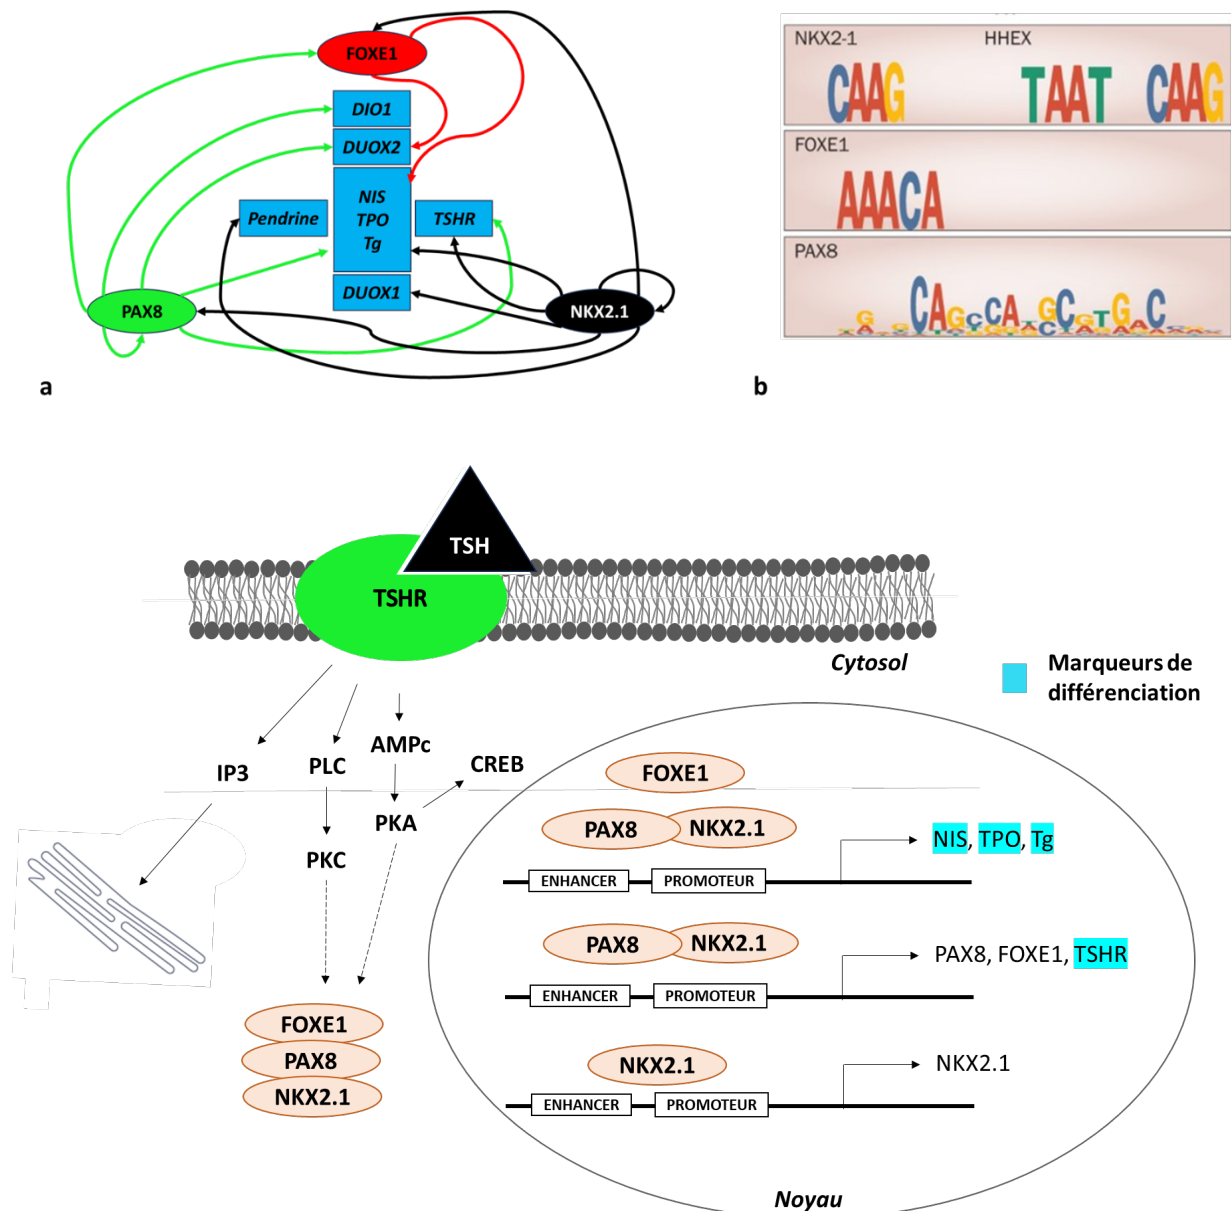 FOXE1
DIO1
DUOX2
NIS
TPO
Tg
Pendrine
TSHR
DUOX1
PAX8
NKX2.1
a
NKX2-1
HHEX
CAAG
TAAT
CAAG
FOXE1
AAACA
PAX8
b
TSH
TSHR
Cytosol
Marqueurs de
différenciation
IP3
PLC
AMPc
CREB
PKA
PKC
FOXE1
PAX8
NKX2.1
FOXE1
PAX8
NKX2.1
ENHANCER
PROMOTEUR
NIS, TPO, Tg
PAX8
NKX2.1
ENHANCER
PROMOTEUR
PAX8, FOXE1, TSHR
NKX2.1
ENHANCER
PROMOTEUR
NKX2.1
Noyau